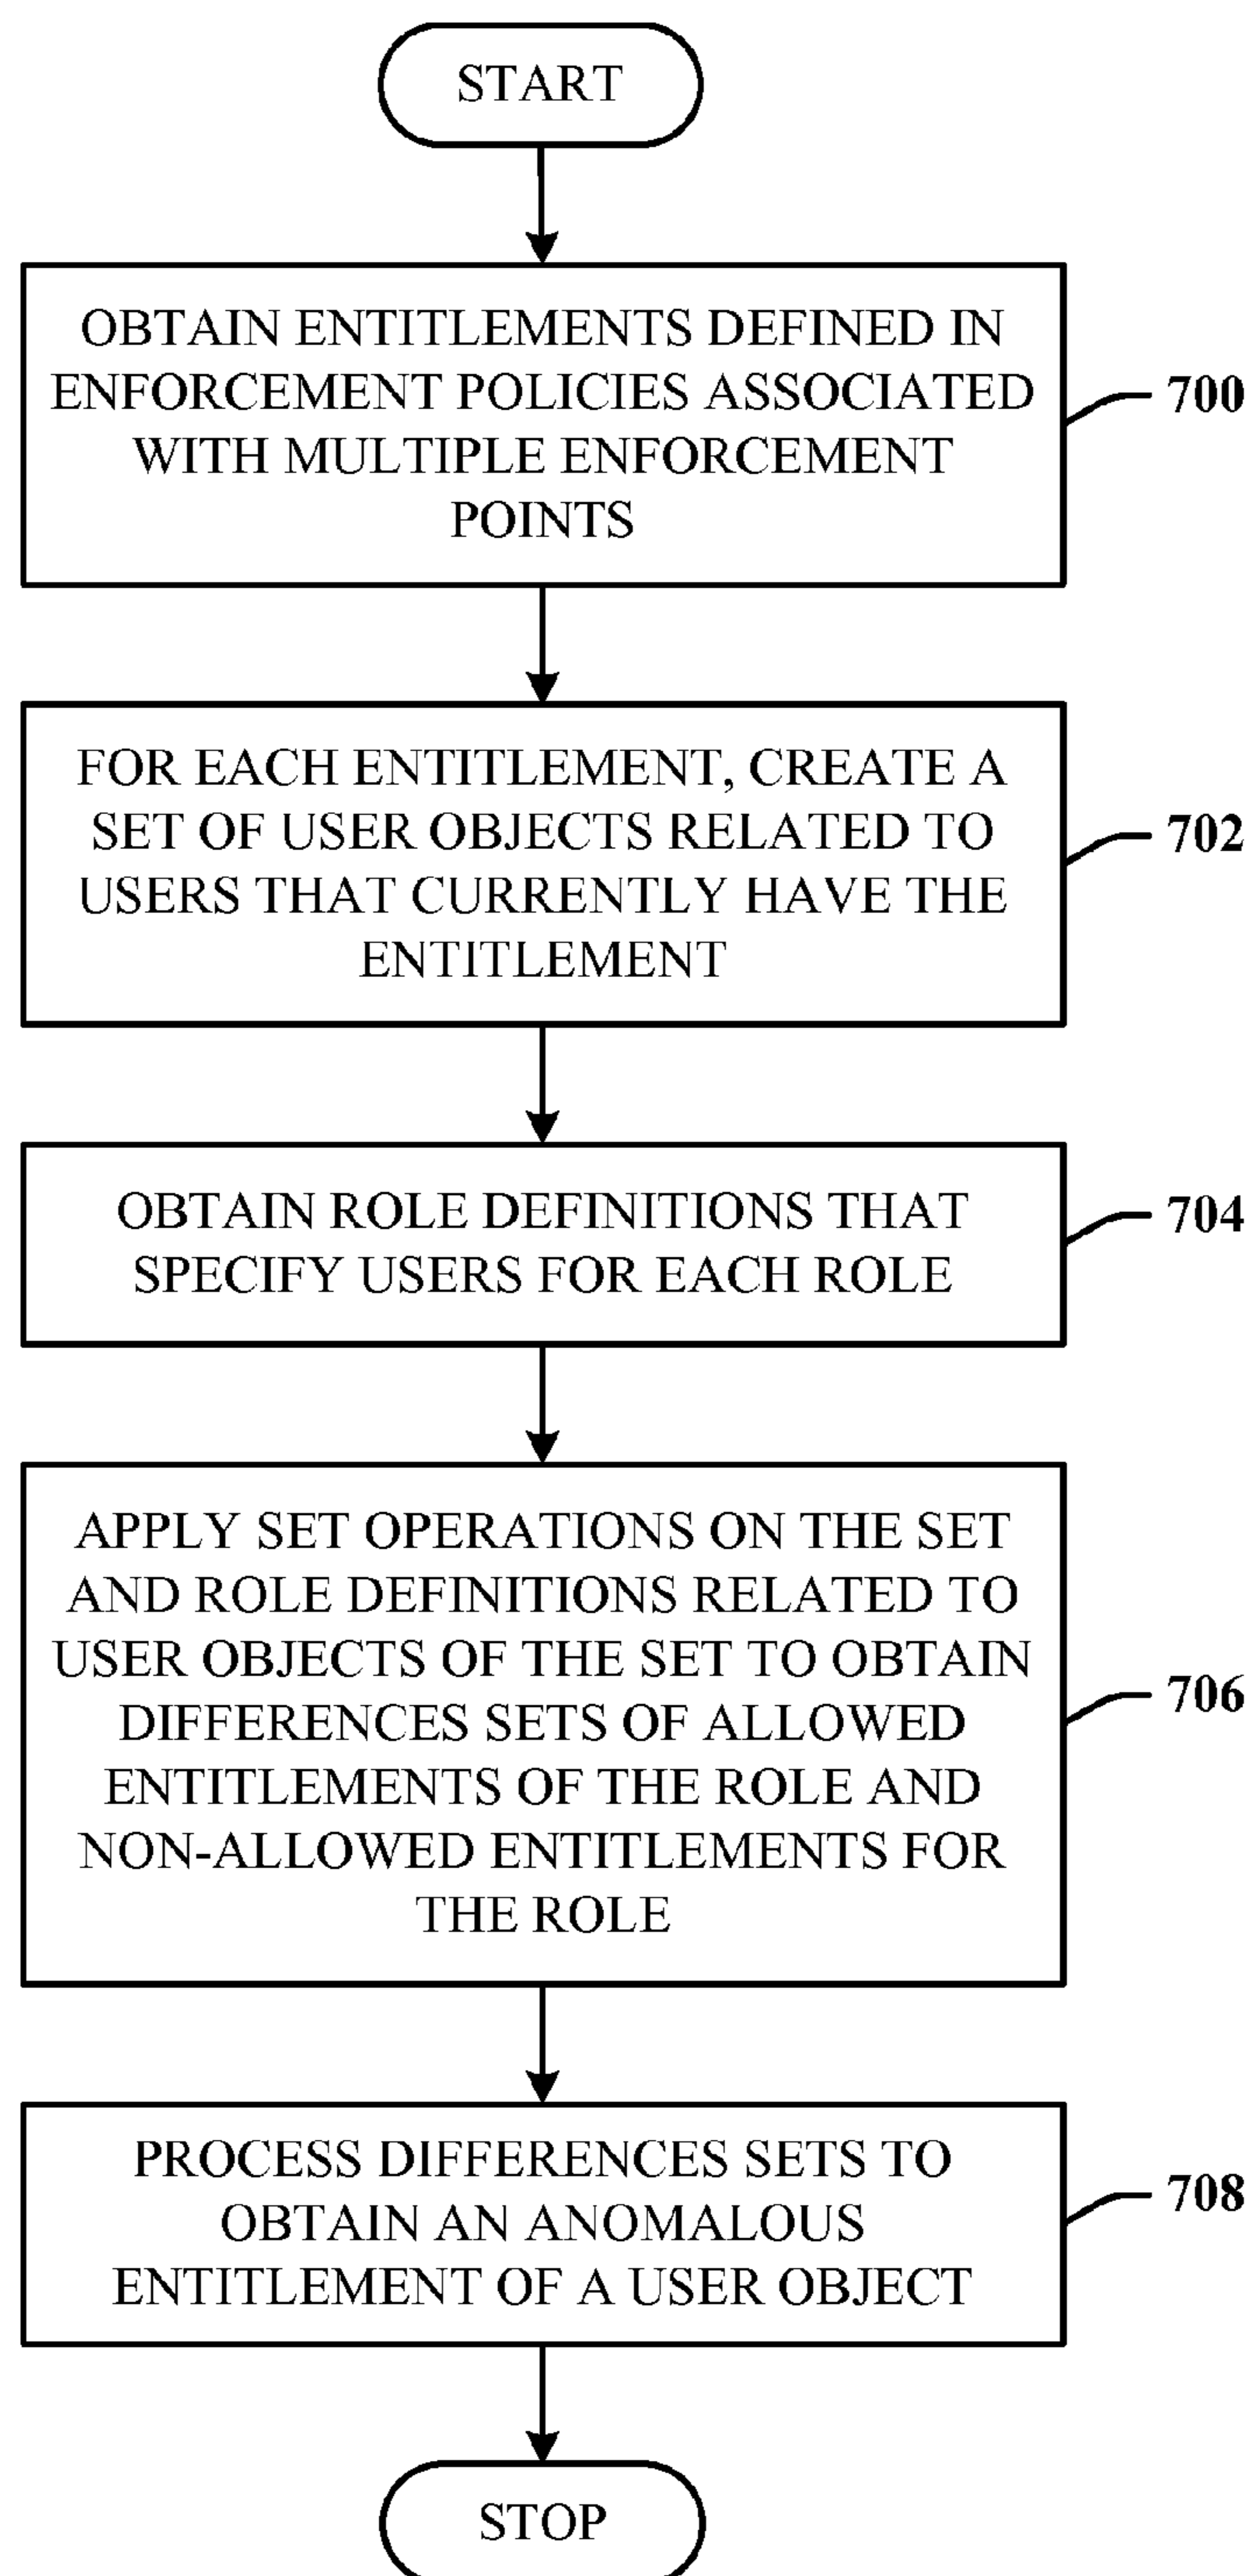 START
OBTAIN ENTITLEMENTS DEFINED IN
ENFORCEMENT POLICIES ASSOCIATED
WITH MULTIPLE ENFORCEMENT
POINTS
700
FOR EACH ENTITLEMENT, CREATE A
SET OF USER OBJECTS RELATED TO
USERS THAT CURRENTLY HAVE THE
ENTITLEMENT
702
OBTAIN ROLE DEFINITIONS THAT
SPECIFY USERS FOR EACH ROLE
704
APPLY SET OPERATIONS ON THE SET
AND ROLE DEFINITIONS RELATED TO
USER OBJECTS OF THE SET TO OBTAIN
DIFFERENCES SETS OF ALLOWED
ENTITLEMENTS OF THE ROLE AND
NON-ALLOWED ENTITLEMENTS FOR
THE ROLE
706
PROCESS DIFFERENCES SETS TO
OBTAIN AN ANOMALOUS
ENTITLEMENT OF A USER OBJECT
708
STOP